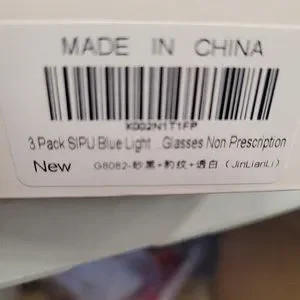 MADE IN CHINA
X002N1T1FP
3 Pack SIPU Blue Light ...Glasses Non Prescription
New
G8082-砂黑+豹纹+透白 (JinLianLi)